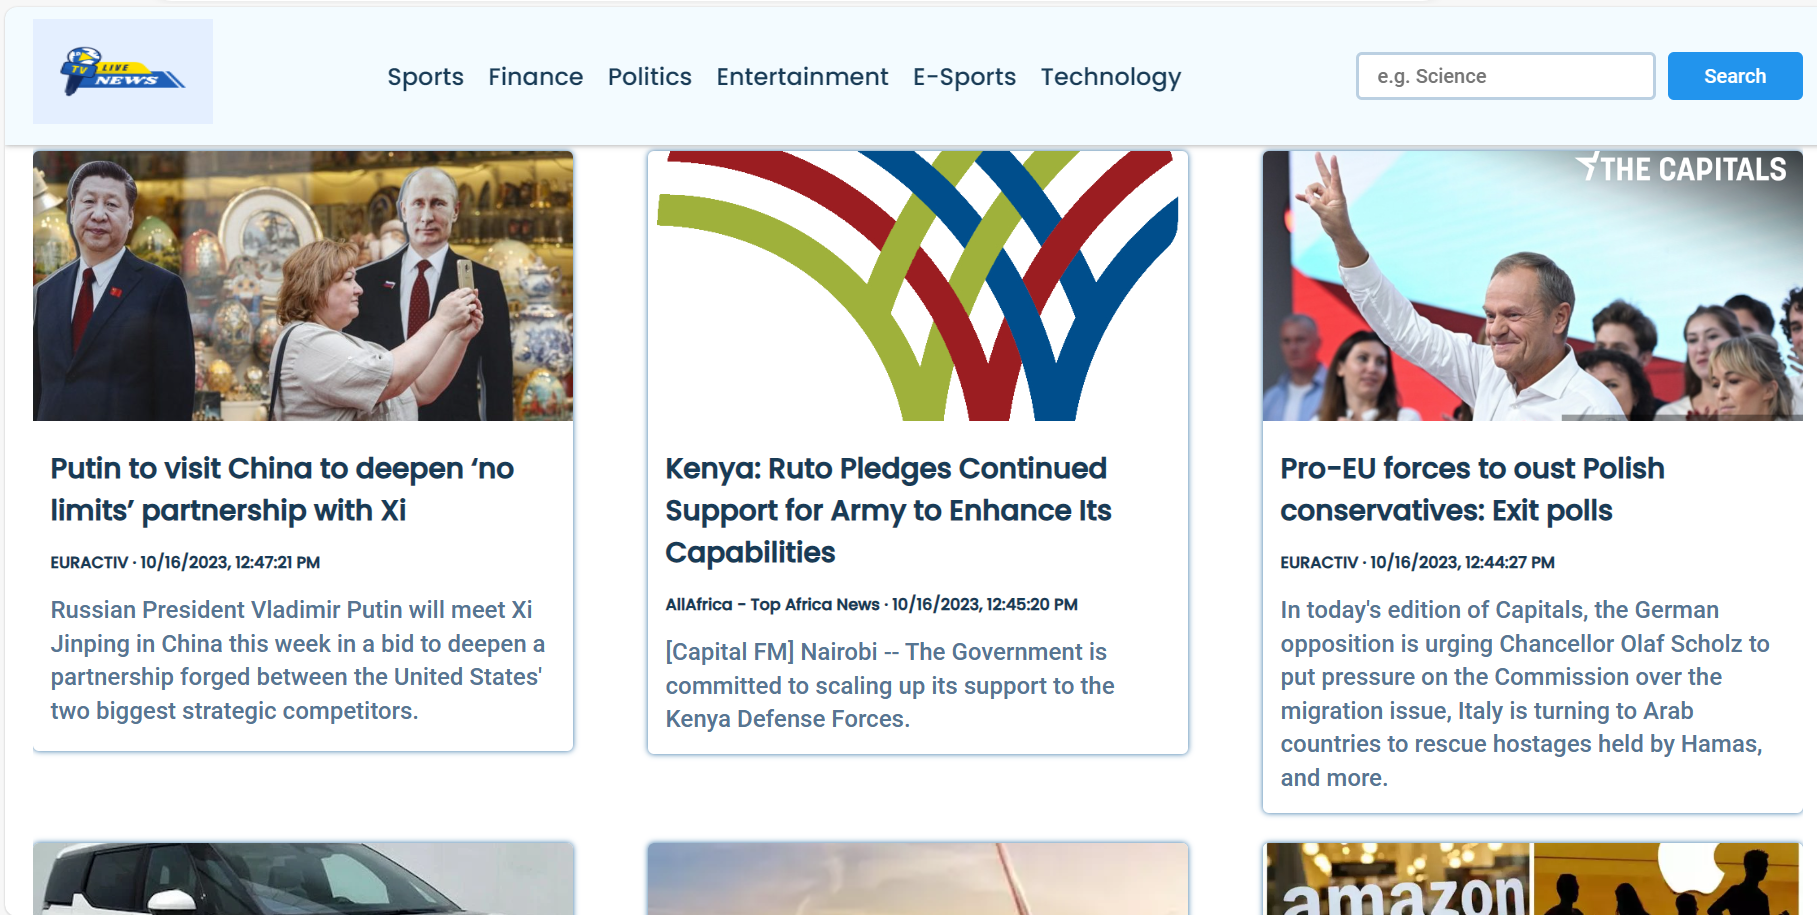 TV LIVE
NEWS
Sports Finance Politics Entertainment E-Sports Technology
e.g. Science
Search
THE CAPITALS
Putin to visit China to deepen ‘no
limits’ partnership with Xi
EURACTIV · 10/16/2023, 12:47:21 PM
Russian President Vladimir Putin will meet Xi
Jinping in China this week in a bid to deepen a
partnership forged between the United States'
two biggest strategic competitors.
Kenya: Ruto Pledges Continued
Support for Army to Enhance Its
Capabilities
AllAfrica - Top Africa News · 10/16/2023, 12:45:20 PM
[Capital FM] Nairobi -- The Government is
committed to scaling up its support to the
Kenya Defense Forces.
Pro-EU forces to oust Polish
conservatives: Exit polls
EURACTIV · 10/16/2023, 12:44:27 PM
In today's edition of Capitals, the German
opposition is urging Chancellor Olaf Scholz to
put pressure on the Commission over the
migration issue, Italy is turning to Arab
countries to rescue hostages held by Hamas,
and more.
amazon